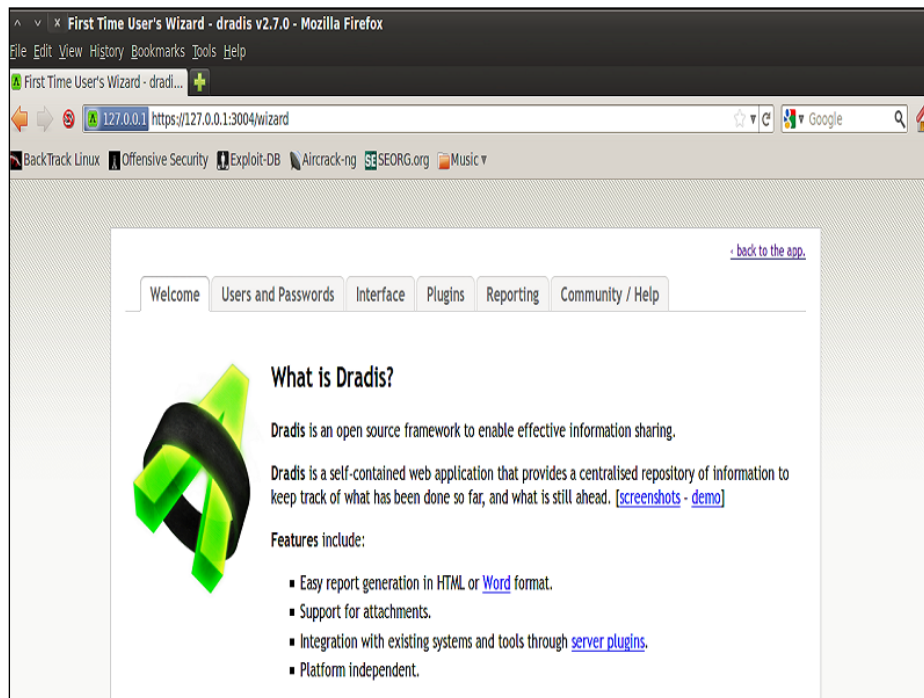 First Time User's Wizard - dradis v2.7.0 - Mozilla Firefox
File Edit View History Bookmarks Tools Help
First Time User's Wizard - dradi...
127.0.0.1 https://127.0.0.1:3004/wizard Google
BackTrack Linux Offensive Security Exploit-DB Aircrack-ng SEORG.org Music
‹ back to the app.
Welcome Users and Passwords Interface Plugins Reporting Community / Help
What is Dradis?
Dradis is an open source framework to enable effective information sharing.
Dradis is a self-contained web application that provides a centralised repository of information to
keep track of what has been done so far, and what is still ahead. [screenshots - demo]
Features include:
▪ Easy report generation in HTML or Word format.
▪ Support for attachments.
▪ Integration with existing systems and tools through server plugins.
▪ Platform independent.